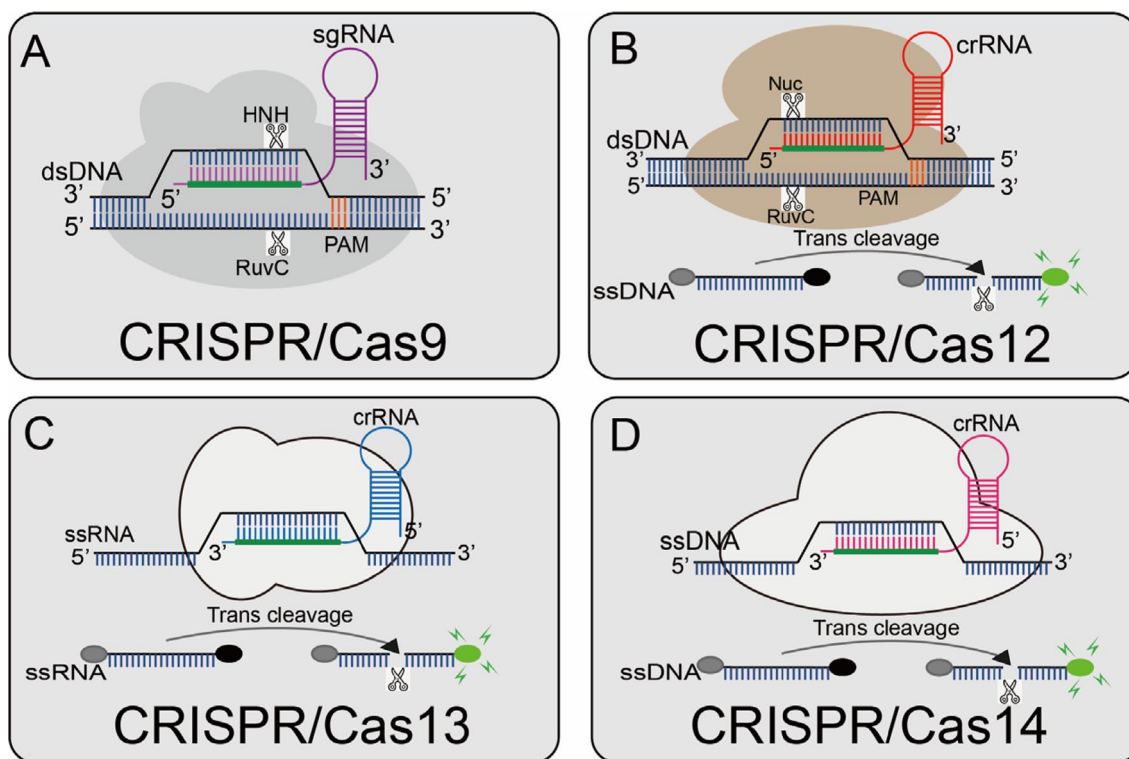 A
sgRNA
HNH
dsDNA
3’
5’
3’
5’
5’
3’
PAM
RuvC
CRISPR/Cas9
B
crRNA
Nuc
dsDNA
3’
3’
5’
5’
5’
3’
PAM
RuvC
Trans cleavage
ssDNA
CRISPR/Cas12
C
crRNA
ssRNA
5’
3’
5’
3’
Trans cleavage
ssRNA
CRISPR/Cas13
D
crRNA
ssDNA
5’
3’
5’
3’
Trans cleavage
ssDNA
CRISPR/Cas14